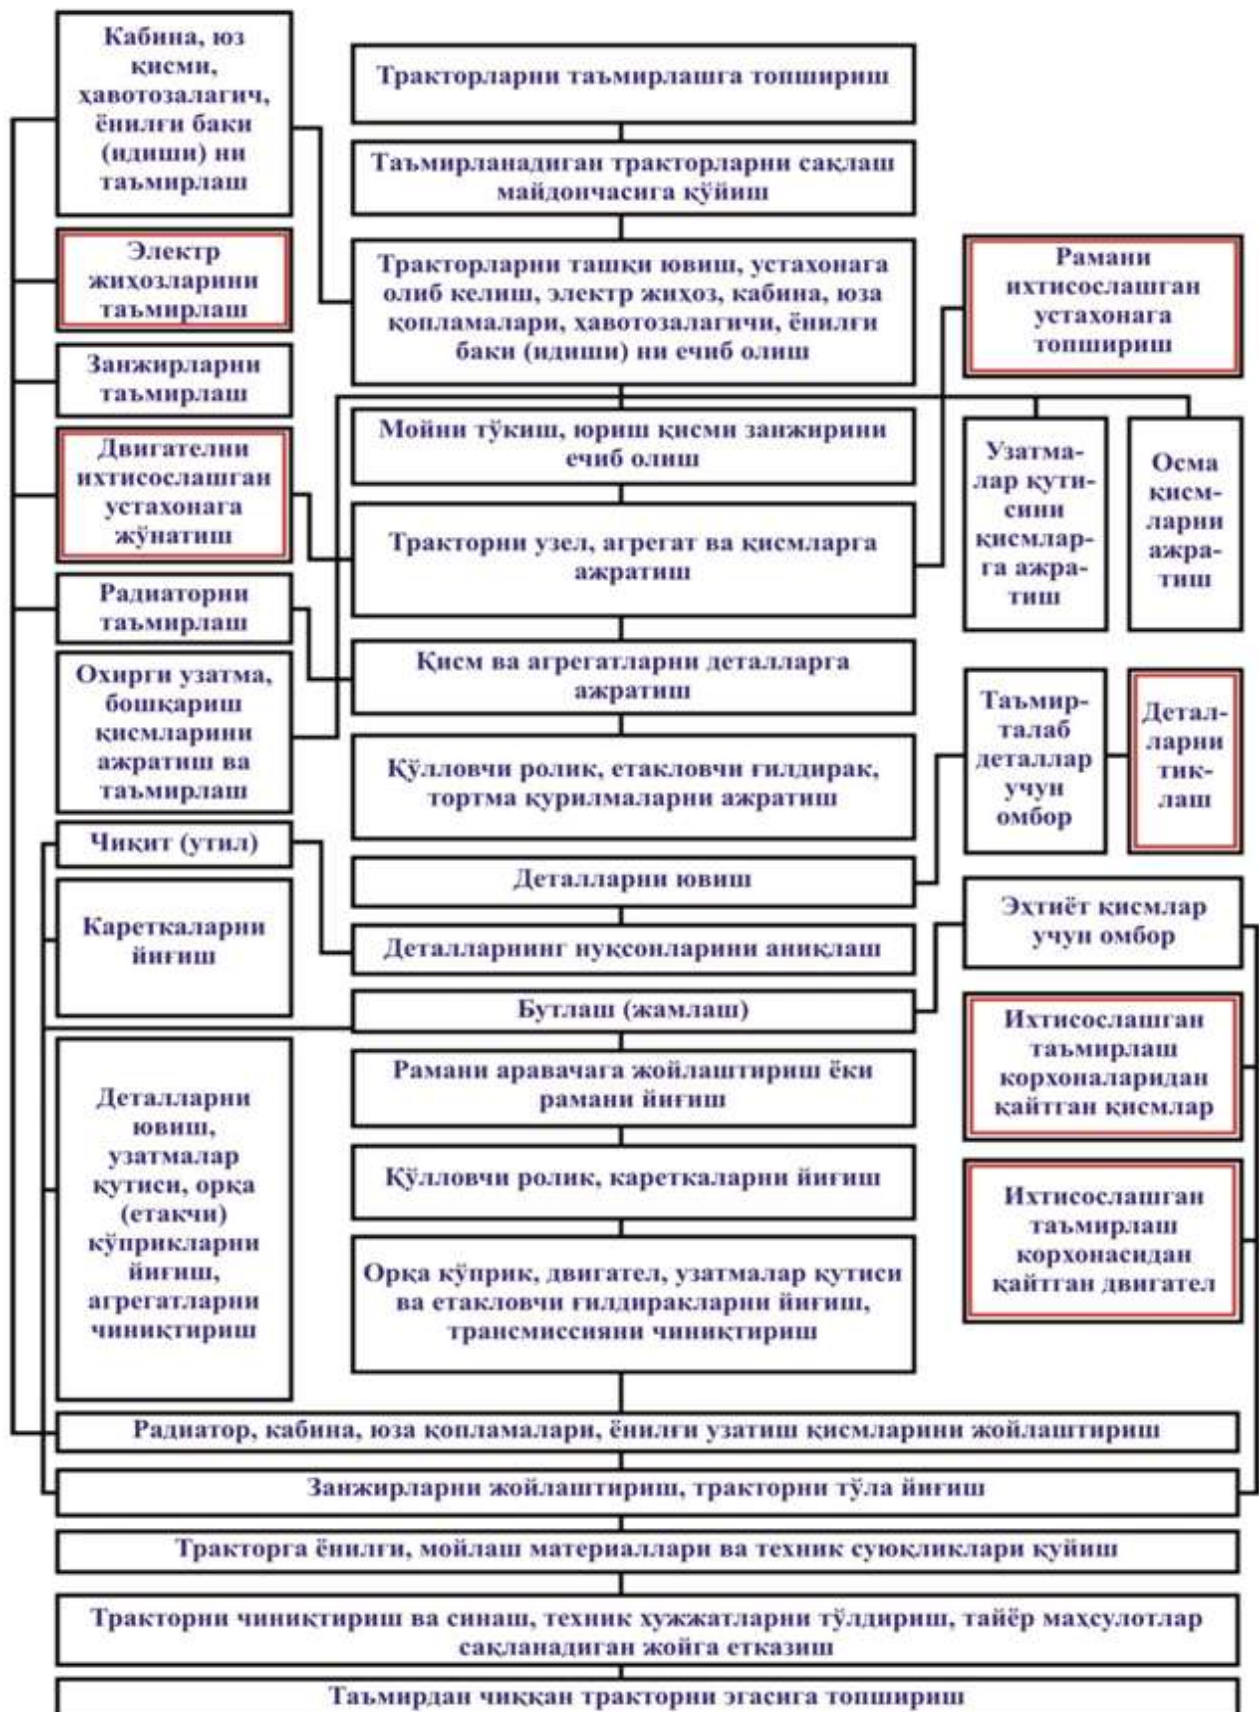 Кабина, юз
қисми,
ҳавотозалагич,
ёнилғи баки
(идиши) ни
таъмирлаш
Тракторларни таъмирлашга топшириш
Таъмирланадиган тракторларни сақлаш
майдончасига қўйиш
Электр
жиҳозларини
таъмирлаш
Тракторларни ташқи ювиш, устахонага
олиб келиш, электр жиҳоз, кабина, юза
қопламалари, ҳавотозалагичи, ёнилғи
баки (идиши) ни ечиб олиш
Рамани
ихтисослашган
устахонага
топшириш
Занжирларни
таъмирлаш
Мойни тўкиш, юриш қисми занжирини
ечиб олиш
Узатма-
лар қути-
сини
қисмлар-
га ажра-
тиш
Осма
қисм-
ларни
ажра-
тиш
Двигателни
ихтисослашган
устахонага
жўнатиш
Тракторни узел, агрегат ва қисмларга
ажратиш
Радиаторни
таъмирлаш
Қисм ва агрегатларни деталларга
ажратиш
Охирги узатма,
бошқариш
қисмларини
ажратиш ва
таъмирлаш
Таъмир-
талаб
деталлар
учун
омбор
Детал-
ларни
тик-
лаш
Қўлловчи ролик, етакловчи ғилдирак,
тортма қурилмаларни ажратиш
Чиқит (утил)
Деталларни ювиш
Кареткаларни
йиғиш
Деталларнинг нуқсонларини аниқлаш
Эҳтиёт қисмлар
учун омбор
Бутлаш (жамлаш)
Ихтисослашган
таъмирлаш
корхоналаридан
қайтган қисмлар
Деталларни
ювиш,
узатмалар
қутиси, орқа
(етакчи)
кўприкларни
йиғиш,
агрегатларни
чиниқтириш
Рамани аравачага жойлаштириш ёки
рамани йиғиш
Қўлловчи ролик, кареткаларни йиғиш
Ихтисослашган
таъмирлаш
корхонасидан
қайтган двигател
Орқа кўприк, двигател, узатмалар қутиси
ва етакловчи ғилдиракларни йиғиш,
трансмиссияни чиниқтириш
Радиатор, кабина, юза қопламалари, ёнилғи узатиш қисмларини жойлаштириш
Занжирларни жойлаштириш, тракторни тўла йиғиш
Тракторга ёнилғи, мойлаш материаллари ва техник суюқликлари қуйиш
Тракторни чиниқтириш ва синаш, техник хужжатларни тўлдириш, тайёр маҳсулотлар
сақланадиган жойга етказиш
Таъмирдан чиққан тракторни эгасига топшириш